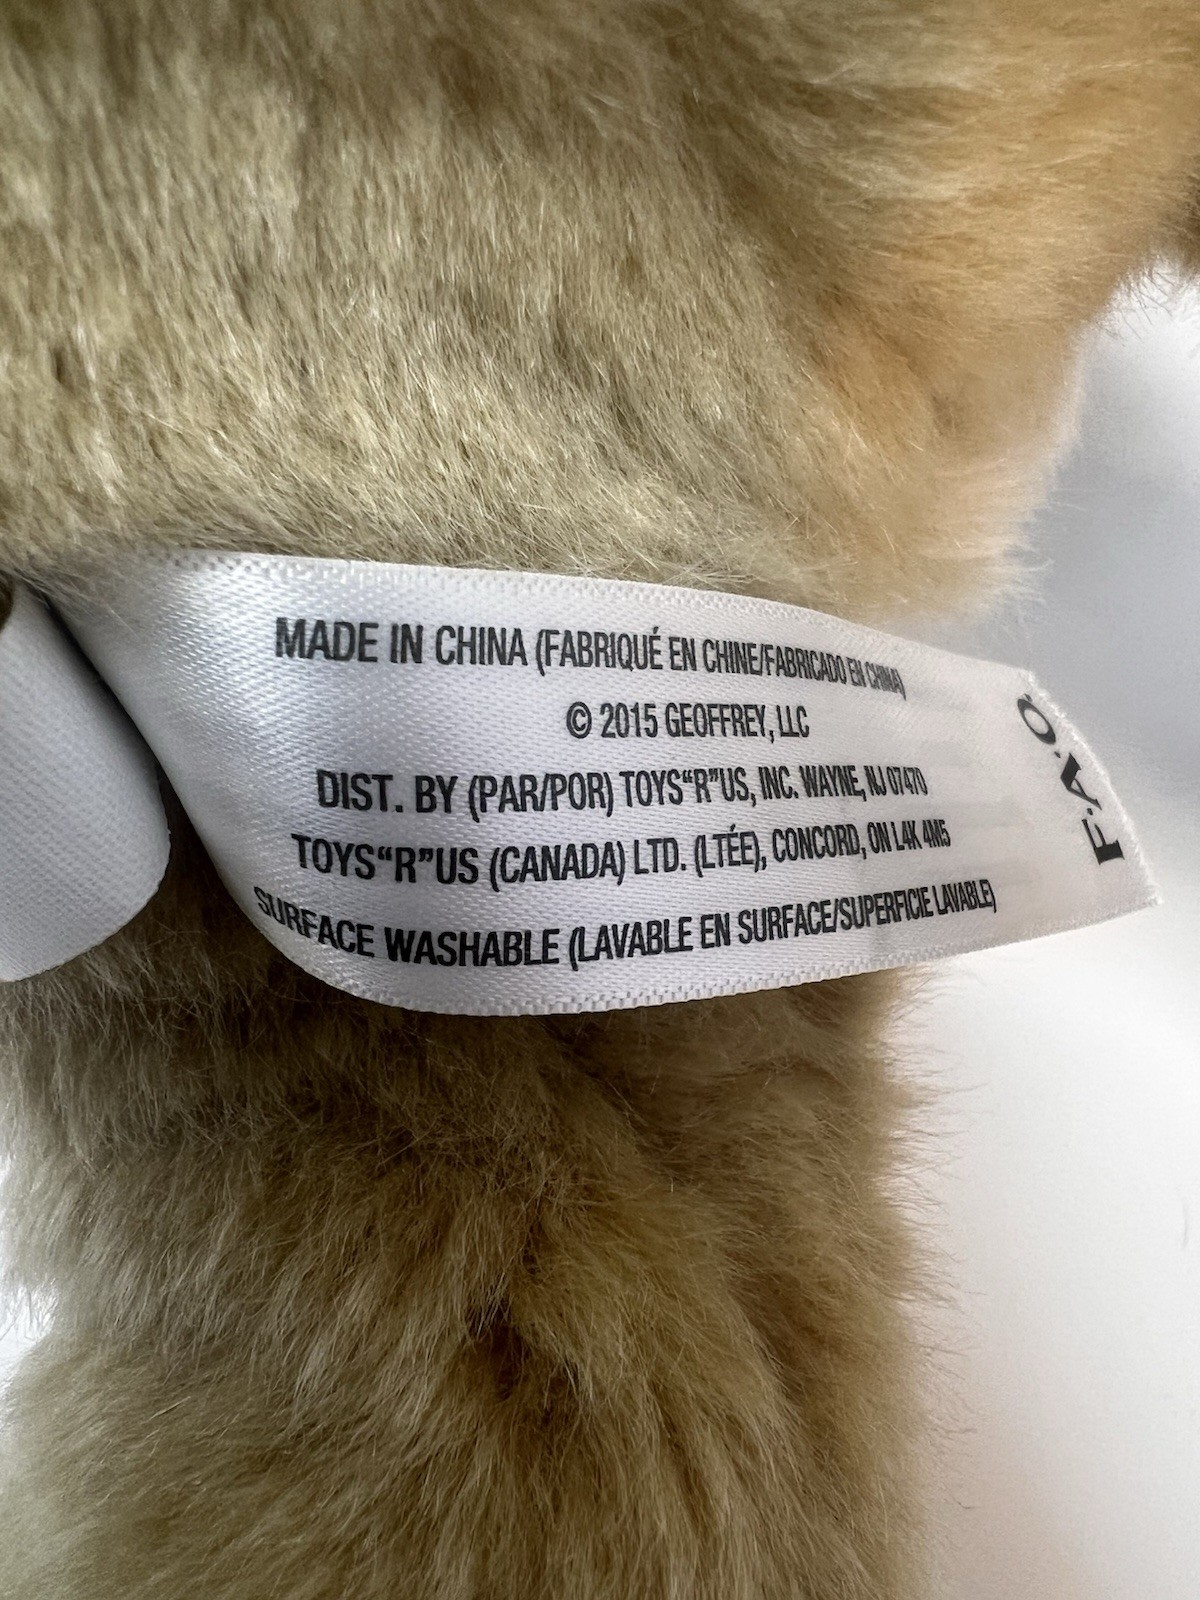 MADE IN CHINA (FABRIQUÉ EN CHINE/FABRICADO EN CHINA)
© 2015 GEOFFREY, LLC
DIST. BY (PAR/POR) TOYS“R”US, INC. WAYNE, NJ 07470
TOYS“R”US (CANADA) LTD. (LTÉE), CONCORD, ON L4K 4M5
SURFACE WASHABLE (LAVABLE EN SURFACE/SUPERFICIE LAVABLE)
F·A·O·